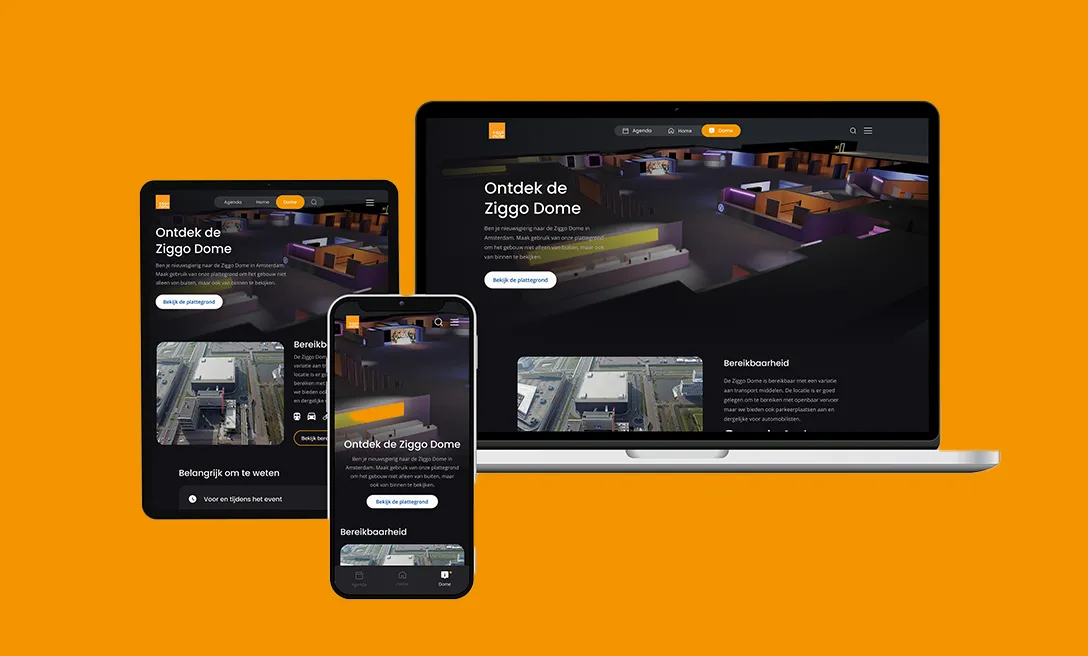 Agenda
Home
Dome
Ontdek de
Ziggo Dome
Ben je nieuwsgierig naar de Ziggo Dome in
Amsterdam. Maak gebruik van onze plattegrond
om het gebouw niet alleen van buiten, maar ook
van binnen te bekijken.
Bekijk de plattegrond
Bereikbaarheid
De Ziggo Dome is bereikbaar met een variatie
aan transport middelen. De locatie is er goed
gelegen om te bereiken met openbaar vervoer
maar we bieden ook parkeerplaatsen aan en
dergelijke voor automobilisten.
Agenda
Home
Dome
Ontdek de
Ziggo Dome
Ben je nieuwsgierig naar de Ziggo Dome in Amsterdam.
Maak gebruik van onze plattegrond om het gebouw niet
alleen van buiten, maar ook van binnen te bekijken.
Bekijk de plattegrond
Bereikb
De Ziggo Dom
variatie aan t
locatie is er g
bereiken met
we bieden ook
en dergelijke
Bekijk bere
Belangrijk om te weten
Voor en tijdens het event
Ontdek de Ziggo Dome
Ben je nieuwsgierig naar de Ziggo Dome in
Amsterdam. Maak gebruik van onze plattegrond
om het gebouw niet alleen van buiten, maar
ook van binnen te bekijken.
Bekijk de plattegrond
Bereikbaarheid
Agenda
Home
Dome